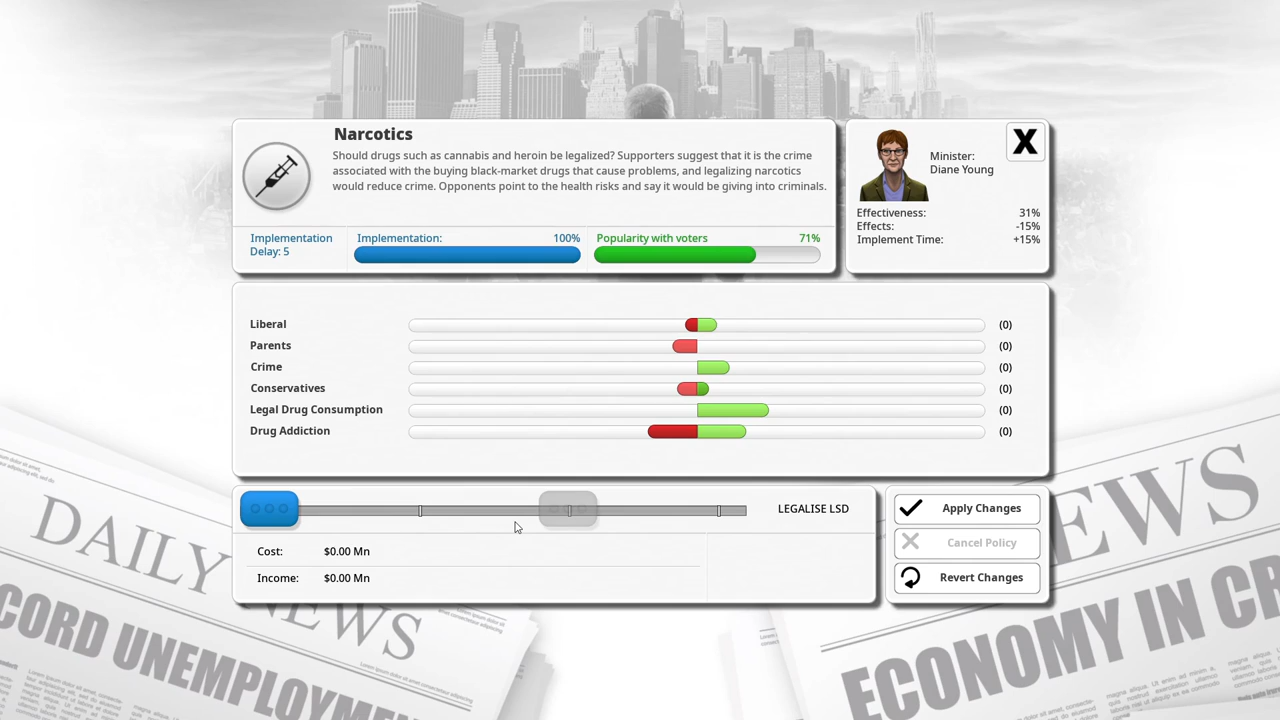 Narcotics
Should drugs such as cannabis and heroin be legalized? Supporters suggest that it is the crime
associated with the buying black-market drugs that cause problems, and legalizing narcotics
would reduce crime. Opponents point to the health risks and say it would be giving into criminals.
Implementation
Delay: 5
Implementation: 100%
Popularity with voters 71%
X
Minister:
Diane Young
Effectiveness: 31%
Effects: -15%
Implement Time: +15%
Liberal (0)
Parents (0)
Crime (0)
Conservatives (0)
Legal Drug Consumption (0)
Drug Addiction (0)
LEGALISE LSD
Cost: $0.00 Mn
Income: $0.00 Mn
Apply Changes
Cancel Policy
Revert Changes
DAILY NEWS
CORD UNEMPLOYME
EWS
ECONOMY IN CR